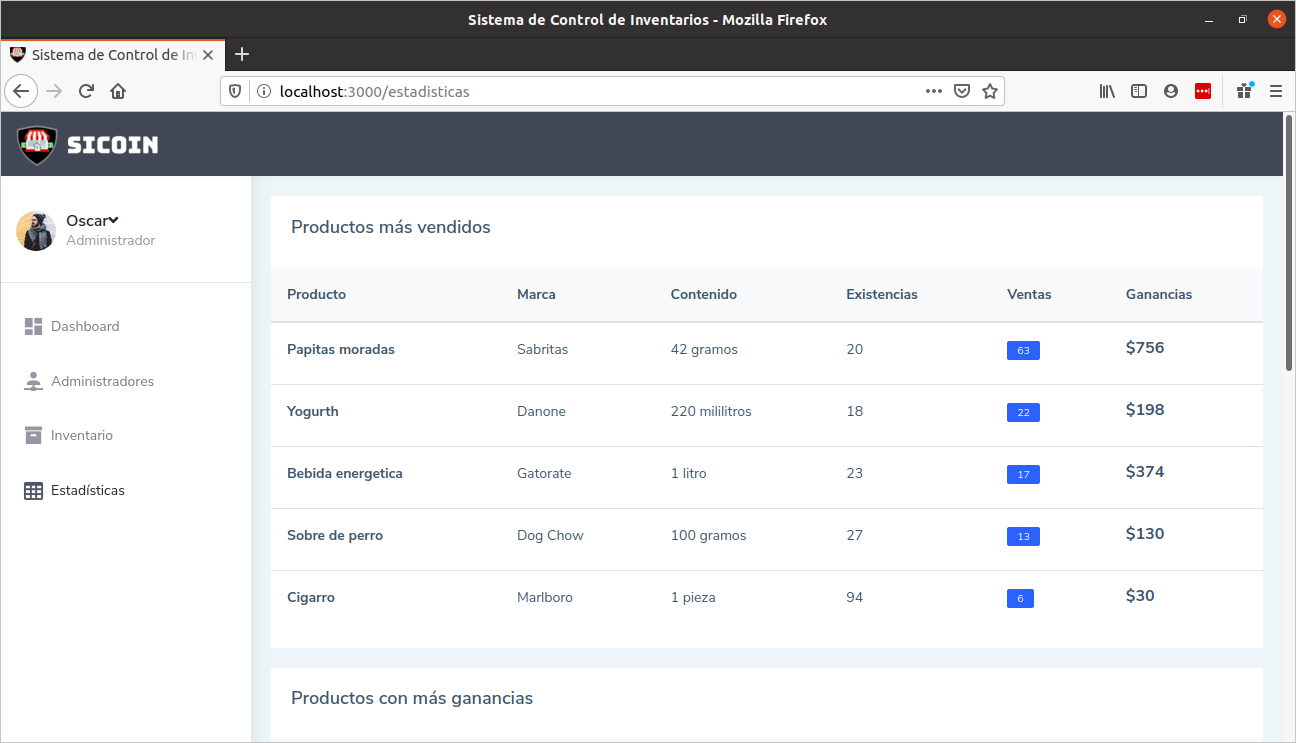 Sistema de Control de Inventarios - Mozilla Firefox
Sistema de Control de In
localhost:3000/estadisticas
SICOIN
Oscar
Administrador
Dashboard
Administradores
Inventario
Estadísticas
Productos más vendidos
Producto Marca Contenido Existencias Ventas Ganancias
Papitas moradas Sabritas 42 gramos 20 63 $756
Yogurth Danone 220 mililitros 18 22 $198
Bebida energetica Gatorate 1 litro 23 17 $374
Sobre de perro Dog Chow 100 gramos 27 13 $130
Cigarro Marlboro 1 pieza 94 6 $30
Productos con más ganancias